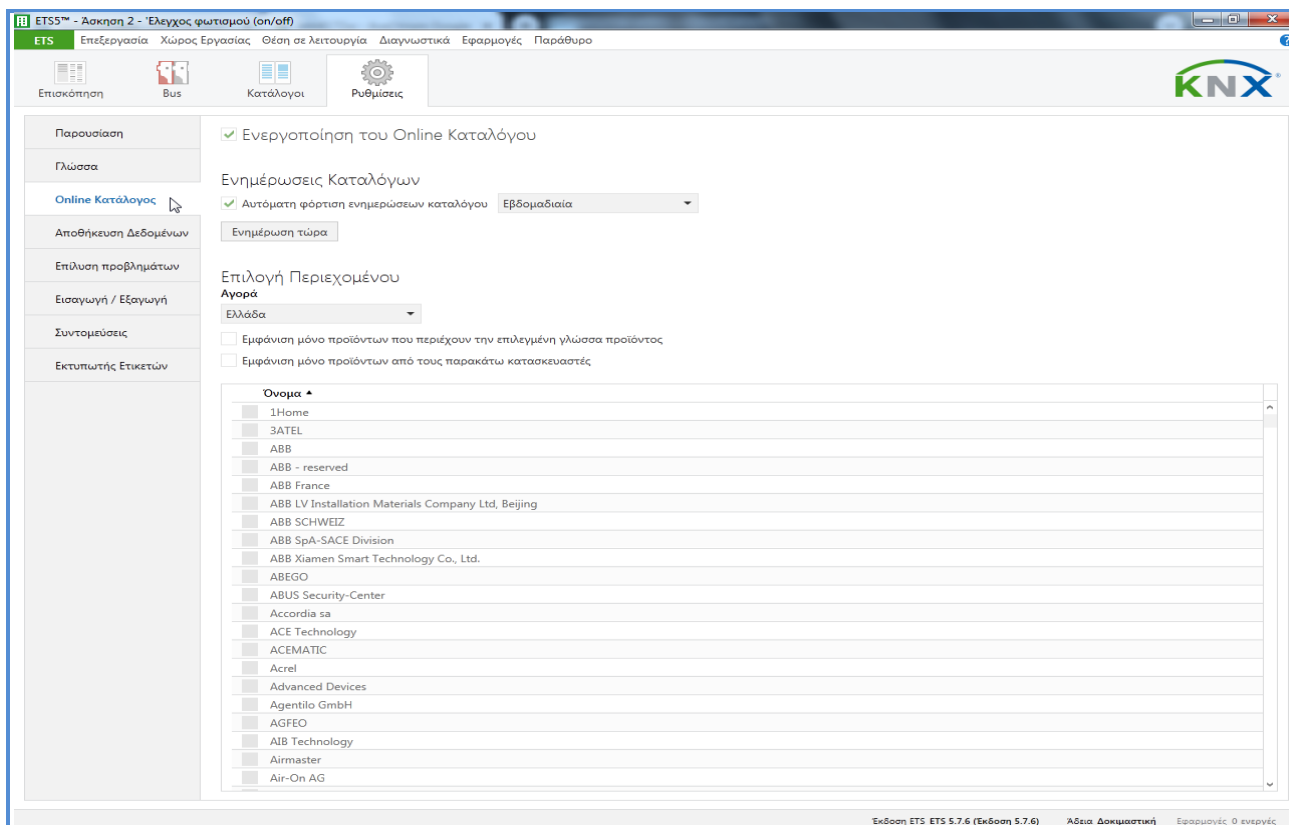 ETS5™ - Άσκηση 2 - Έλεγχος φωτισμού (on/off)
ETS Επεξεργασία Χώρος Εργασίας Θέση σε λειτουργία Διαγνωστικά Εφαρμογές Παράθυρο
Επισκόπηση Bus Κατάλογοι Ρυθμίσεις
KNX
Παρουσίαση
Γλώσσα
Online Κατάλογος
Αποθήκευση Δεδομένων
Επίλυση προβλημάτων
Εισαγωγή / Εξαγωγή
Συντομεύσεις
Εκτυπωτής Ετικετών
Ενεργοποίηση του Online Καταλόγου
Ενημέρωσεις Καταλόγων
Αυτόματη φόρτιση ενημερώσεων καταλόγου Εβδομαδιαία
Ενημέρωση τώρα
Επιλογή Περιεχομένου
Αγορά
Ελλάδα
Εμφάνιση μόνο προϊόντων που περιέχουν την επιλεγμένη γλώσσα προϊόντος
Εμφάνιση μόνο προϊόντων από τους παρακάτω κατασκευαστές
Όνομα
1Home
3ATEL
ABB
ABB - reserved
ABB France
ABB LV Installation Materials Company Ltd, Beijing
ABB SCHWEIZ
ABB SpA-SACE Division
ABB Xiamen Smart Technology Co., Ltd.
ABEGO
ABUS Security-Center
Accordia sa
ACE Technology
ACEMATIC
Acrel
Advanced Devices
Agentilo GmbH
AGFEO
AIB Technology
Airmaster
Air-On AG
Έκδοση ETS ETS 5.7.6 (Έκδοση 5.7.6) Άδεια Δοκιμαστική Εφαρμογές 0 ενεργές